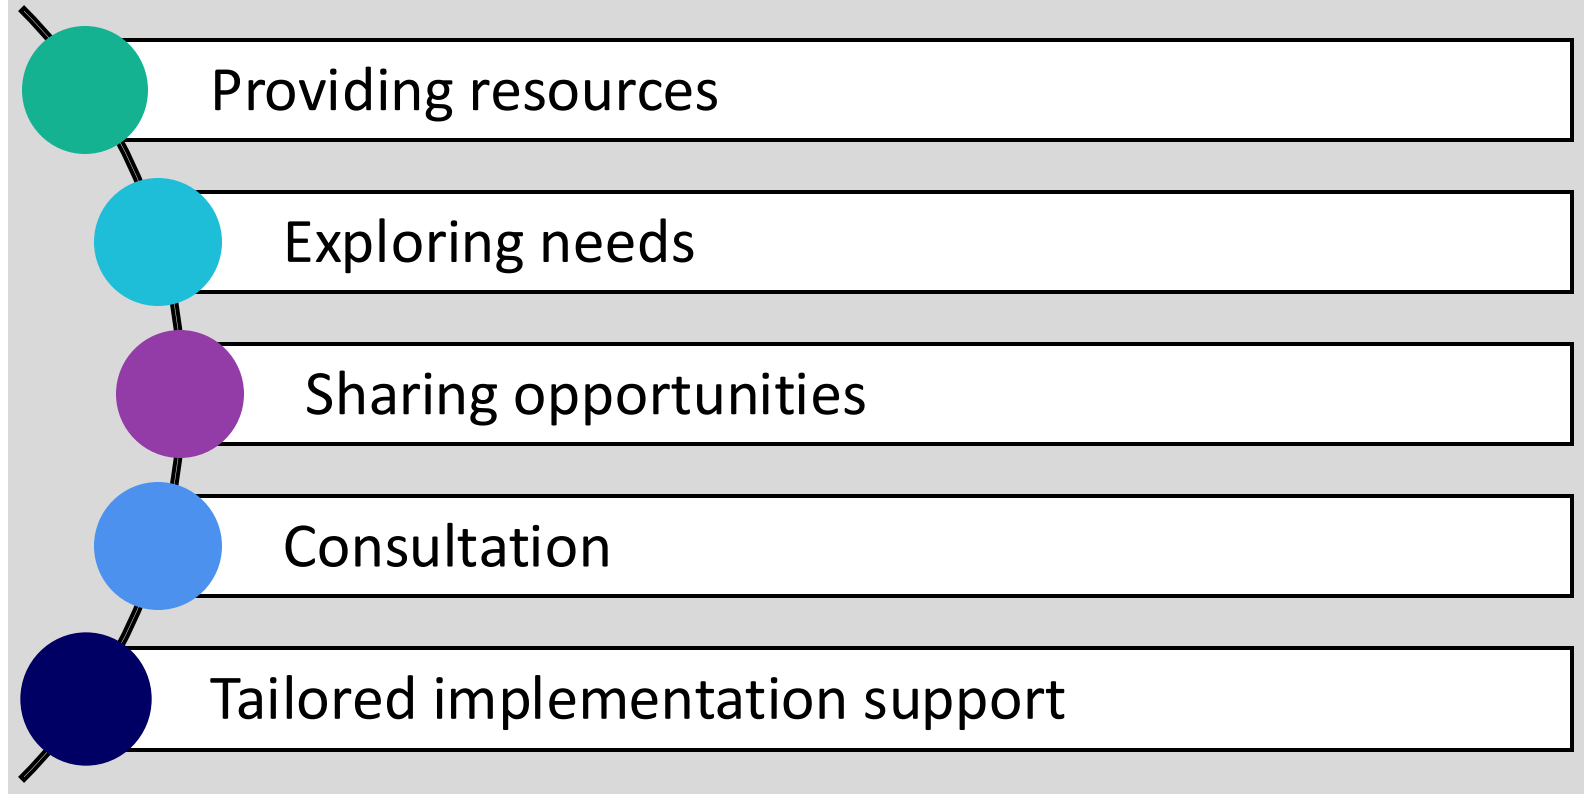 Providing resources
Exploring needs
Sharing opportunities
Consultation
Tailored implementation support